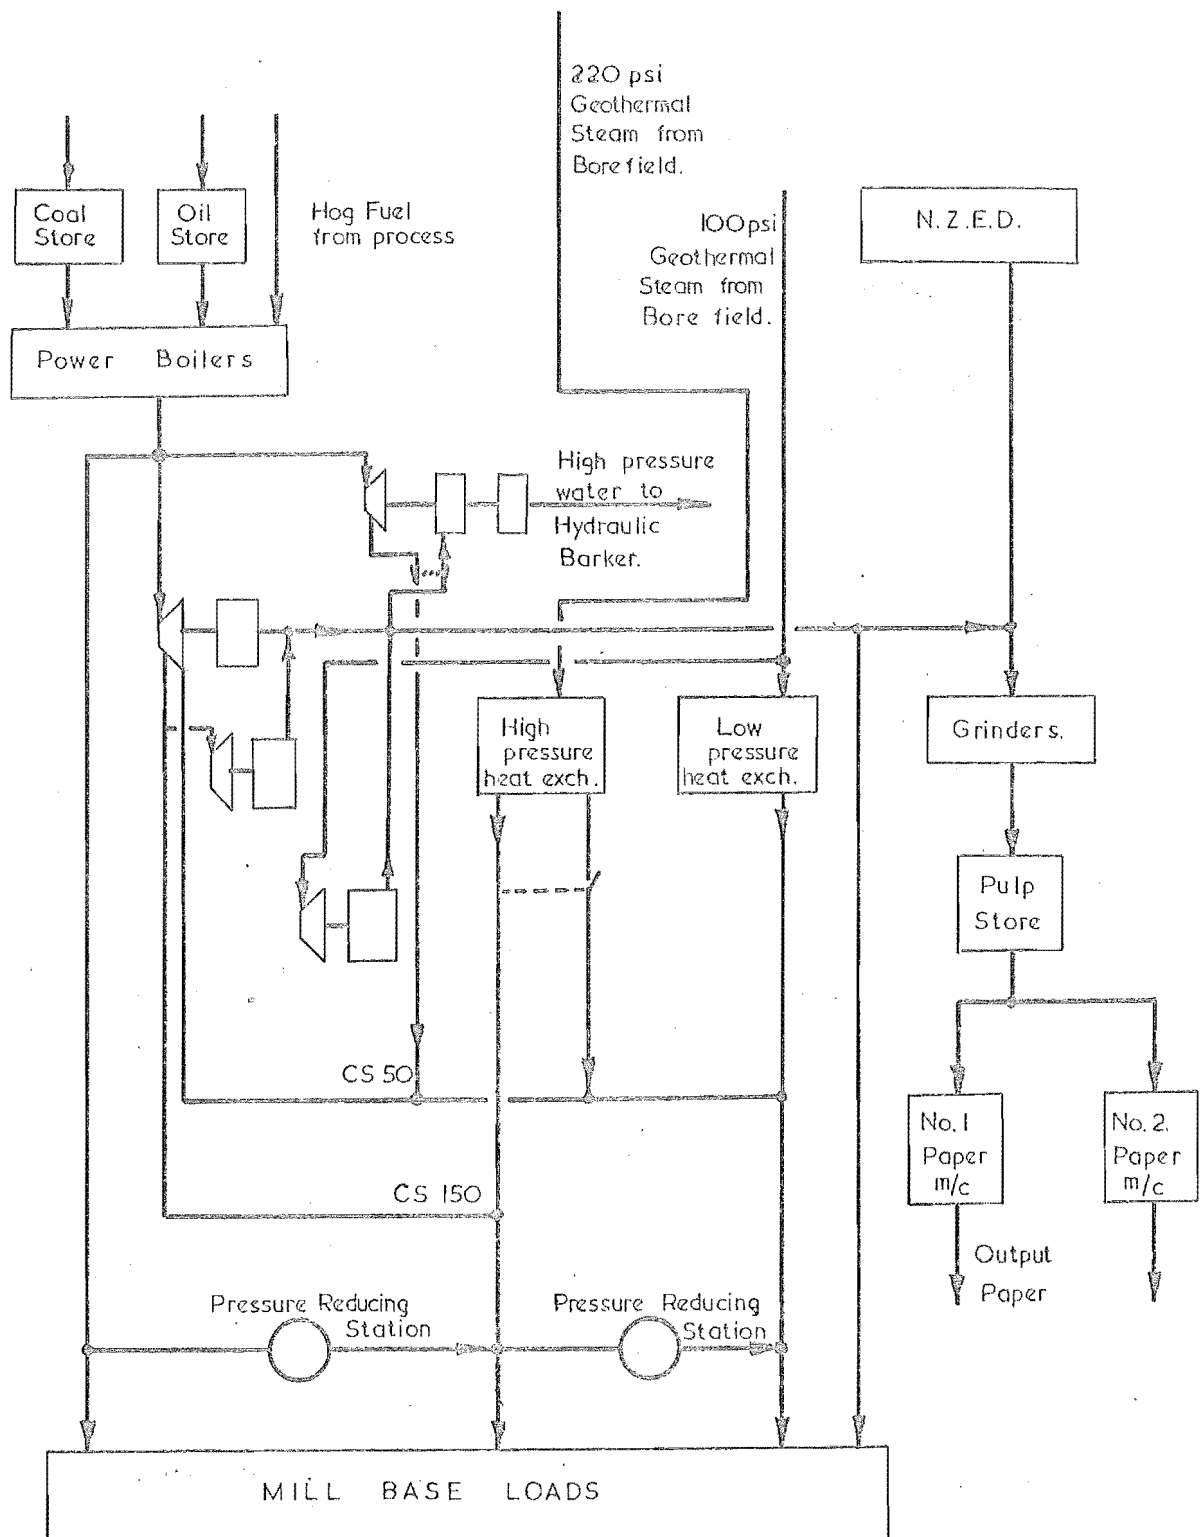 220 psi
Geothermal
Steam from
Borefield.
Coal
Store
Oil
Store
Hog Fuel
from process
100psi
Geothermal
Steam from
Bore field.
N.Z.E.D.
Power Boilers
High pressure
water to
Hydraulic
Barker.
High
pressure
heat exch.
Low
pressure
heat exch.
Grinders.
Pulp
Store
CS 50
No.1
Paper
m/c
No.2.
Paper
m/c
CS 150
Output
Paper
Pressure Reducing
Station
Pressure Reducing
Station
MILL BASE LOADS